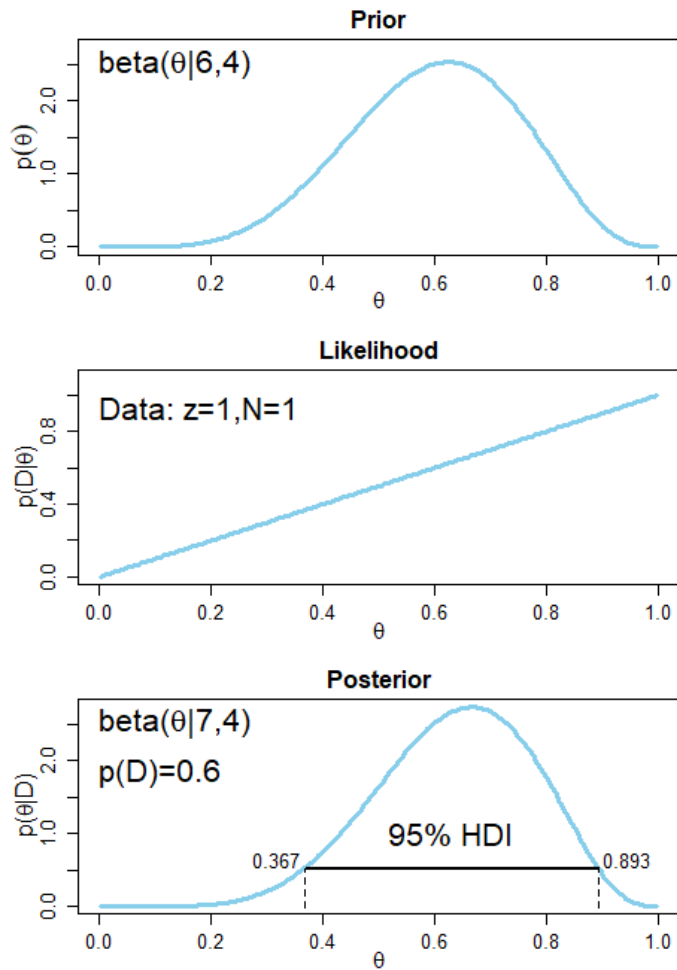 Prior
beta(θ|6,4)
p(θ)
0.0 1.0 2.0
0.0 0.2 0.4 0.6 0.8 1.0
θ
Likelihood
Data: z=1,N=1
p(D|θ)
0.0 0.4 0.8
0.0 0.2 0.4 0.6 0.8 1.0
θ
Posterior
beta(θ|7,4)
p(D)=0.6
95% HDI
0.367 0.893
p(θ|D)
0.0 1.0 2.0
0.0 0.2 0.4 0.6 0.8 1.0
θ